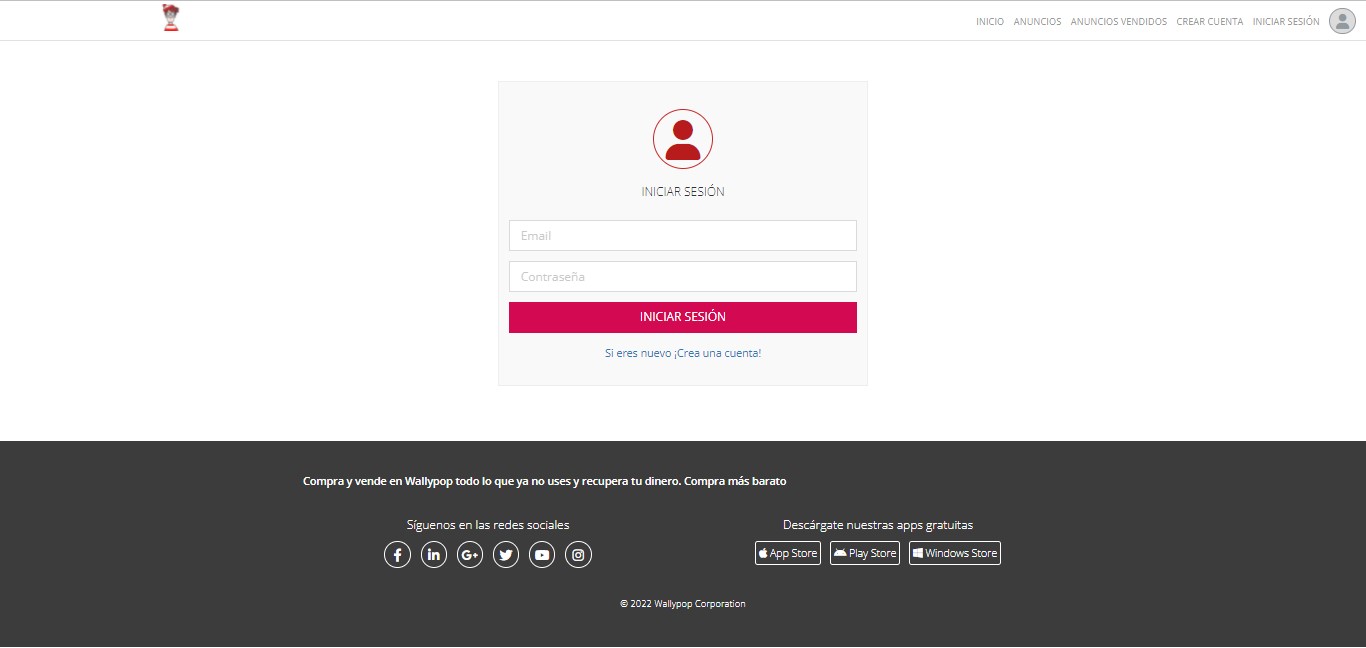 INICIO ANUNCIOS ANUNCIOS VENDIDOS CREAR CUENTA INICIAR SESIÓN
INICIAR SESIÓN
Email
Contraseña
INICIAR SESIÓN
Si eres nuevo ¡Crea una cuenta!
Compra y vende en Wallypop todo lo que ya no uses y recupera tu dinero. Compra más barato
Síguenos en las redes sociales
Descárgate nuestras apps gratuitas
App Store Play Store Windows Store
© 2022 Wallypop Corporation